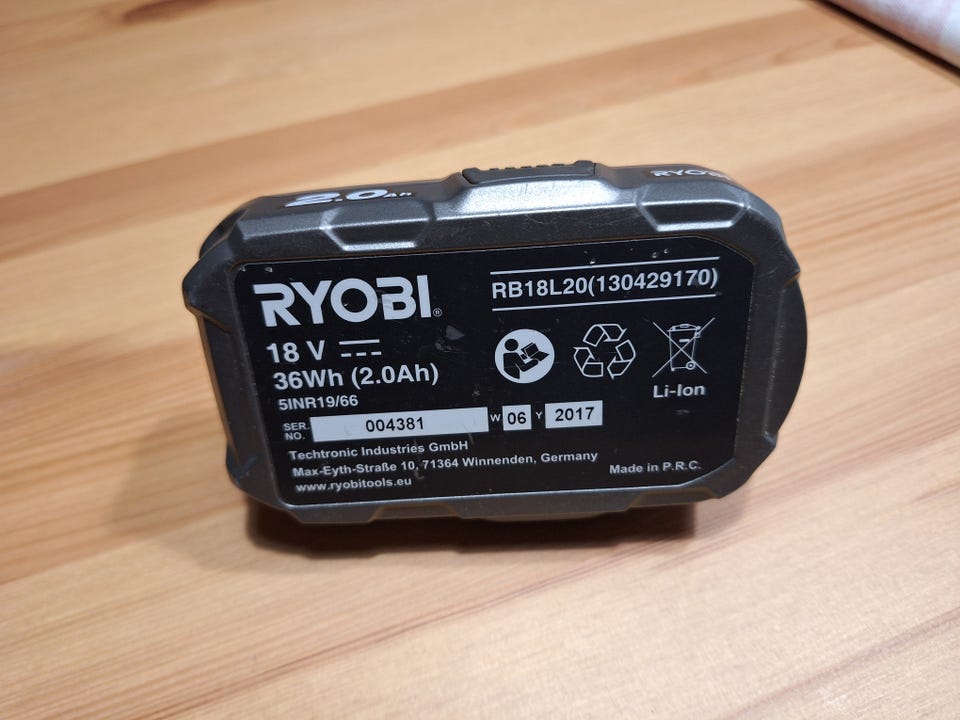 2.0Ah
RYOBI
RYOBI®
RB18L20(130429170)
18 V
36Wh (2.0Ah)
5INR19/66
Li-Ion
SER. NO. 004381 W 06 Y 2017
Techtronic Industries GmbH
Max-Eyth-Straße 10, 71364 Winnenden, Germany
www.ryobitools.eu
Made in P.R.C.